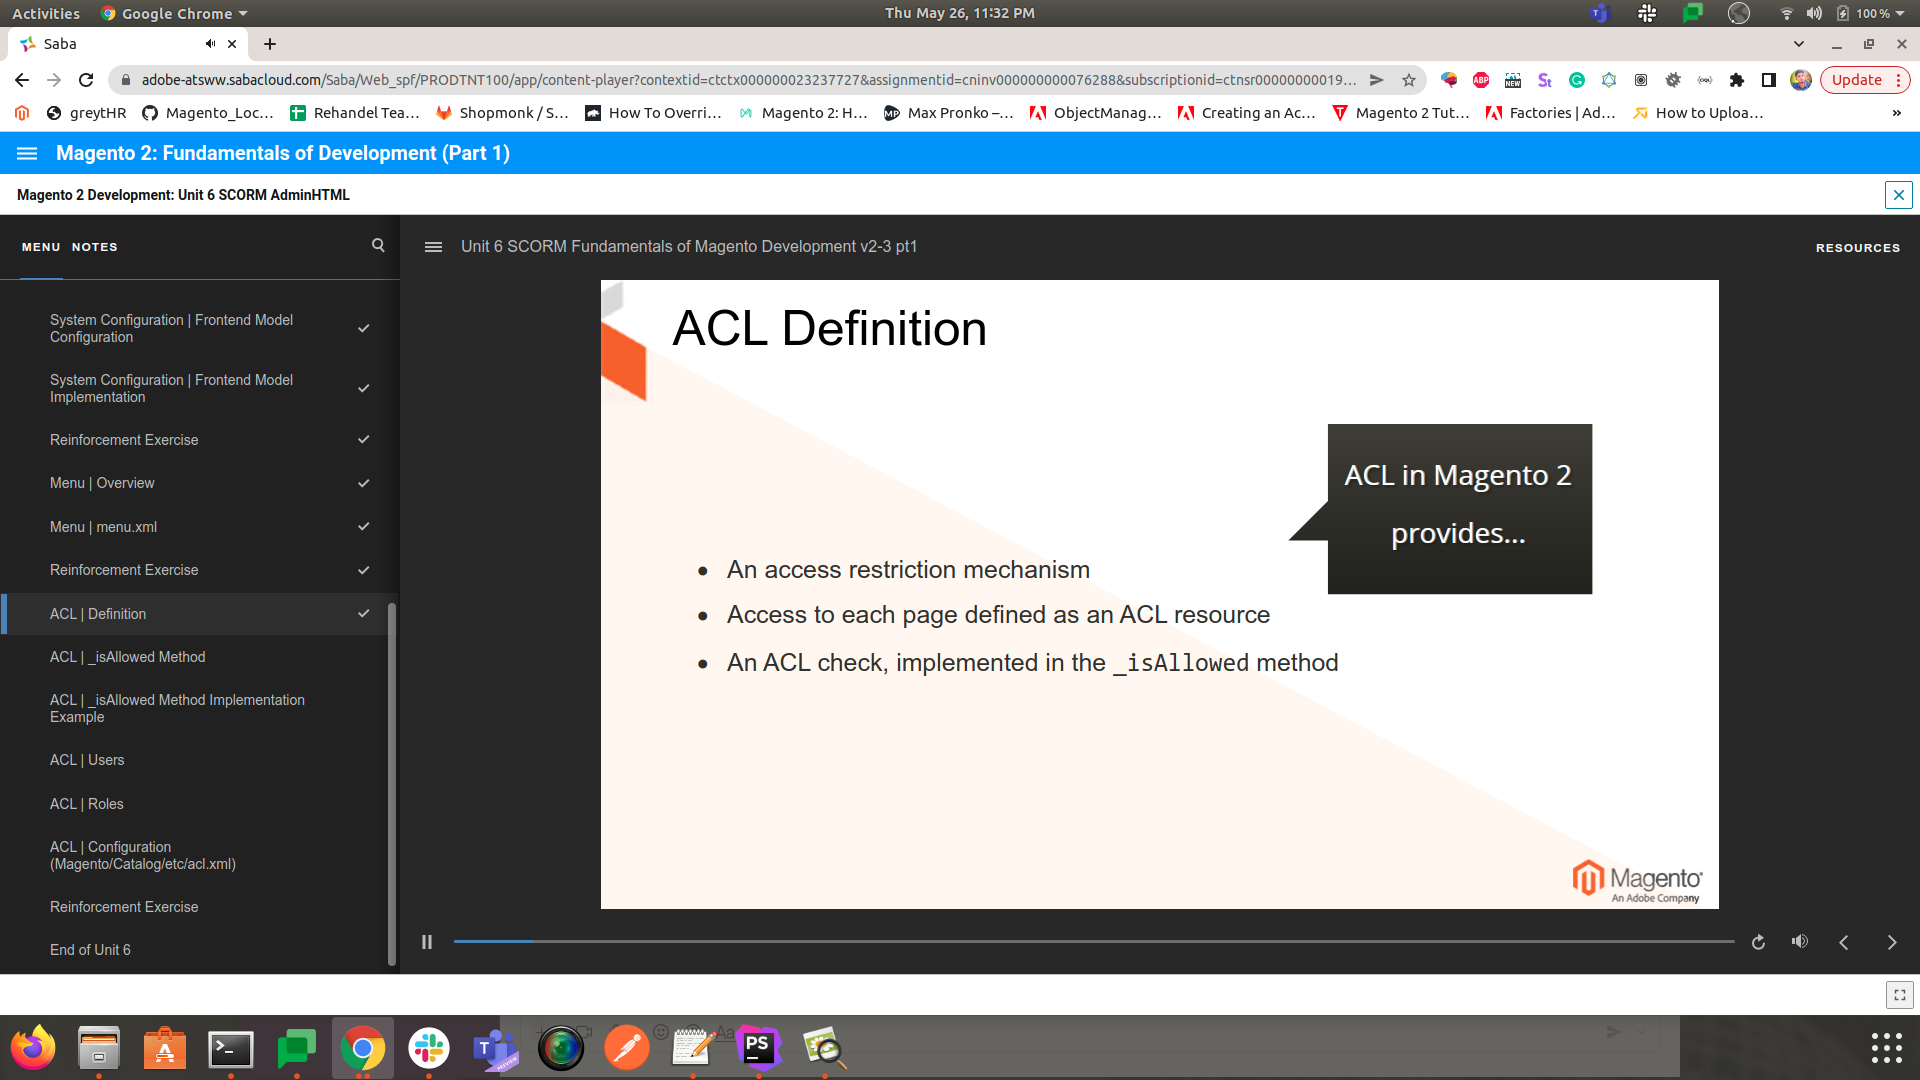 Activities
Google Chrome
Thu May 26, 11:32 PM
100 %
Saba
adobe-atsww.sabacloud.com/Saba/Web_spf/PRODTNT100/app/content-player?contextid=ctctx000000023237727&assignmentid=cninv000000000076288&subscriptionid=ctnsr00000000019...
ABP
NEW
St
Update
greytHR
Magento_Loc...
Rehandel Tea...
Shopmonk / S...
How To Overri...
Magento 2: H...
MP
Max Pronko –...
ObjectManag...
Creating an Ac...
Magento 2 Tut...
Factories | Ad...
How to Uploa...
»
Magento 2: Fundamentals of Development (Part 1)
Magento 2 Development: Unit 6 SCORM AdminHTML
MENU
NOTES
Unit 6 SCORM Fundamentals of Magento Development v2-3 pt1
RESOURCES
System Configuration | Frontend Model
Configuration
System Configuration | Frontend Model
Implementation
Reinforcement Exercise
Menu | Overview
Menu | menu.xml
Reinforcement Exercise
ACL | Definition
ACL | _isAllowed Method
ACL | _isAllowed Method Implementation
Example
ACL | Users
ACL | Roles
ACL | Configuration
(Magento/Catalog/etc/acl.xml)
Reinforcement Exercise
End of Unit 6
ACL Definition
ACL in Magento 2
provides...
• An access restriction mechanism
• Access to each page defined as an ACL resource
• An ACL check, implemented in the _isAllowed method
Magento
An Adobe Company
PS